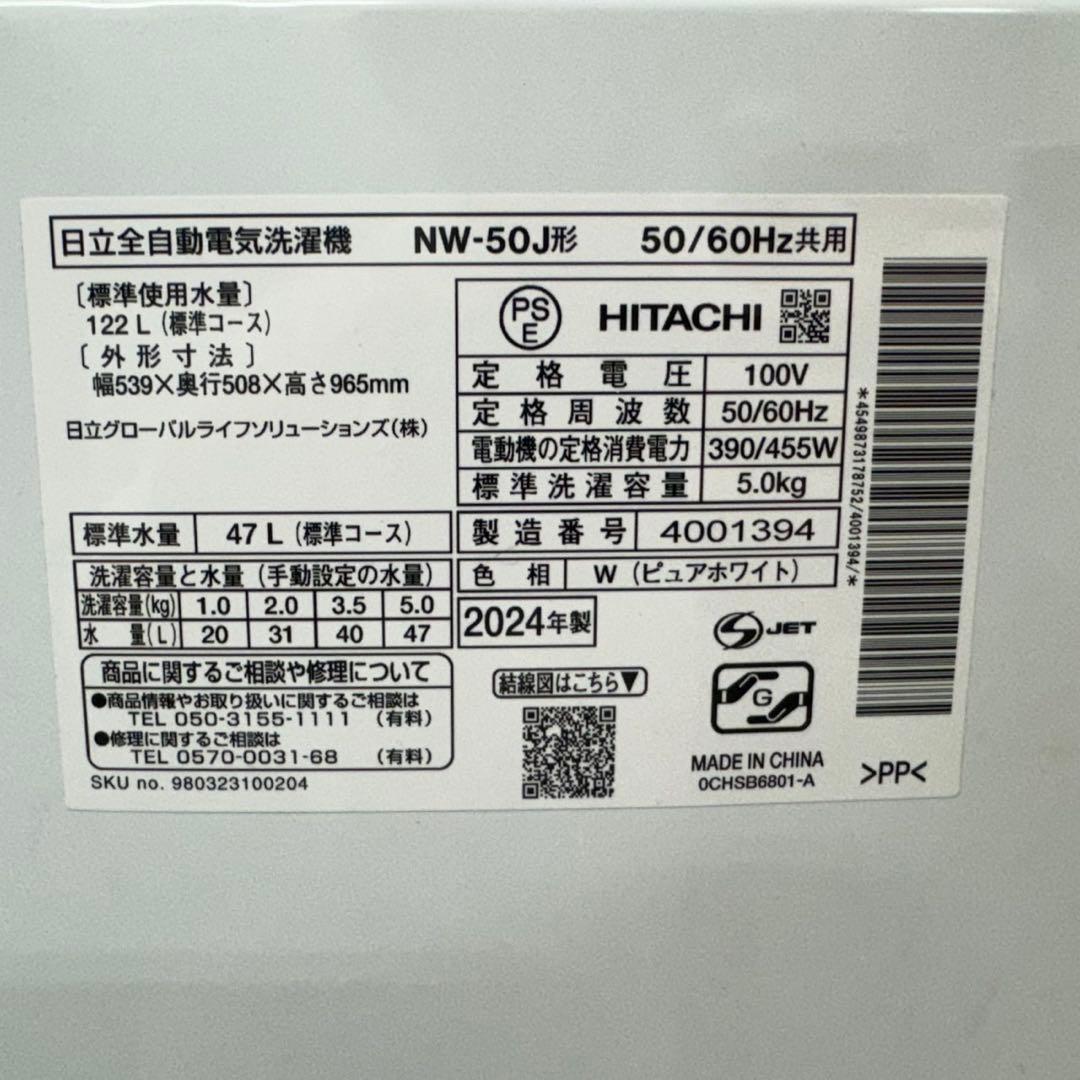 日立全自動電気洗濯機 NW-50J形 50/60Hz共用
〔標準使用水量〕
122 L (標準コース)
〔外形寸法〕
幅539×奥行508×高さ965mm
日立グローバルライフソリューションズ(株)
PS
E
HITACHI
定格電圧 100V
定格周波数 50/60Hz
電動機の定格消費電力 390/455W
標準洗濯容量 5.0kg
標準水量 47 L (標準コース)
製造番号 4001394
洗濯容量と水量 (手動設定の水量)
洗濯容量(kg) 1.0 2.0 3.5 5.0
水量(L) 20 31 40 47
色相 W (ピュアホワイト)
2024年製
S JET
商品に関するご相談や修理について
●商品情報やお取り扱いに関するご相談は
TEL 050-3155-1111 (有料)
●修理に関するご相談は
TEL 0570-0031-68 (有料)
SKU no. 980323100204
結線図はこちら▼
G
MADE IN CHINA
0CHSB6801-A
>PP<
*4549873178752/4001394/*